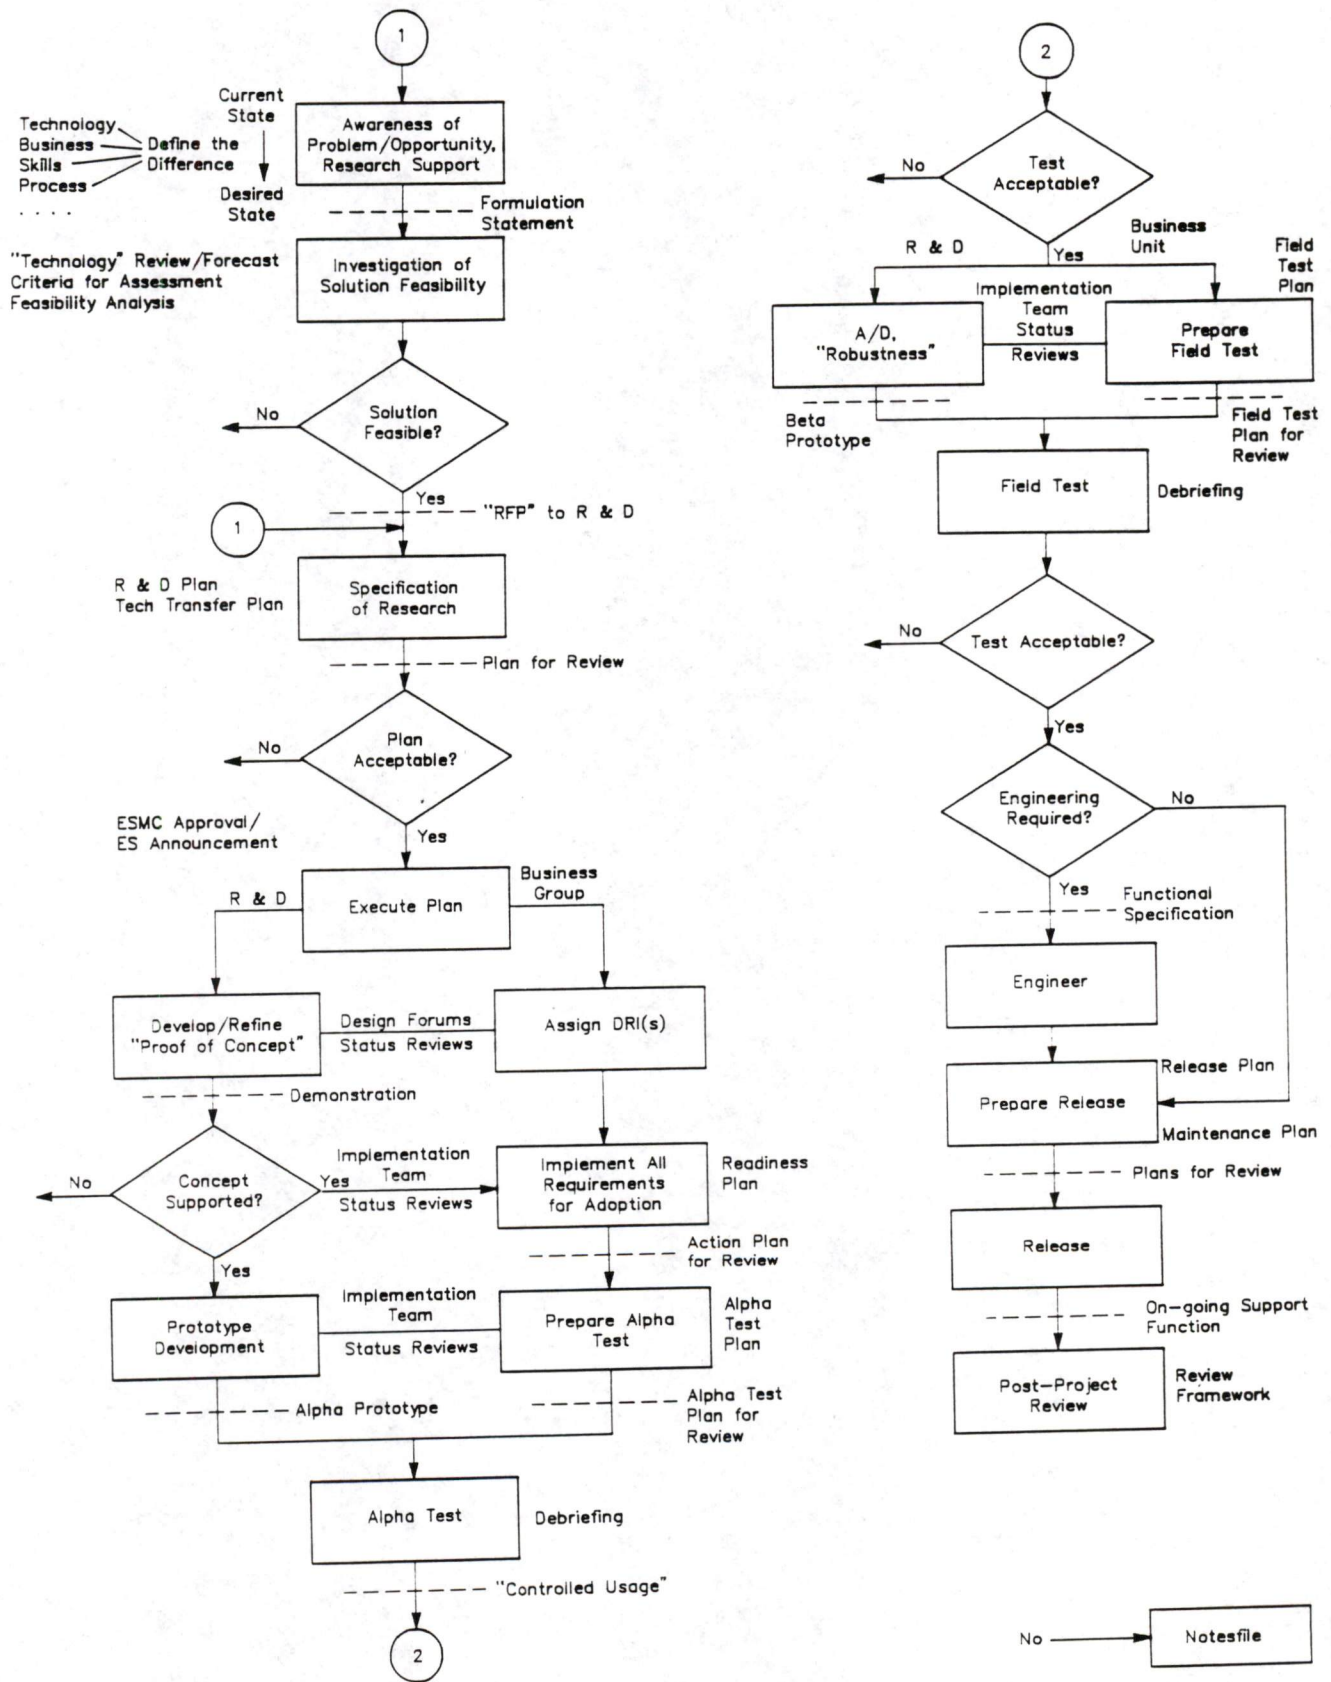 1
Current
State
Technology
Business
Skills
Process
. . . .
Define the
Difference
Desired
State
Awareness of
Problem/Opportunity,
Research Support
Formulation
Statement
"Technology" Review/Forecast
Criteria for Assessment
Feasibility Analysis
Investigation of
Solution Feasibility
No
Solution
Feasible?
Yes
"RFP" to R & D
1
R & D Plan
Tech Transfer Plan
Specification
of Research
Plan for Review
No
Plan
Acceptable?
ESMC Approval/
ES Announcement
Yes
R & D
Execute Plan
Business
Group
Develop/Refine
"Proof of Concept"
Design Forums
Status Reviews
Assign DRI(s)
Demonstration
No
Concept
Supported?
Yes
Implementation
Team
Status Reviews
Implement All
Requirements
for Adoption
Readiness
Plan
Yes
Action Plan
for Review
Prototype
Development
Implementation
Team
Status Reviews
Prepare Alpha
Test
Alpha
Test
Plan
Alpha Prototype
Alpha Test
Plan for
Review
Alpha Test
Debriefing
"Controlled Usage"
2
2
No
Test
Acceptable?
R & D
Yes
Business
Unit
Field
Test
Plan
A/D,
"Robustness"
Implementation
Team
Status
Reviews
Prepare
Field Test
Beta
Prototype
Field Test
Plan for
Review
Field Test
Debriefing
No
Test Acceptable?
Yes
Engineering
Required?
No
Yes
Functional
Specification
Engineer
Release Plan
Prepare Release
Maintenance Plan
Plans for Review
Release
On-going Support
Function
Post-Project
Review
Review
Framework
No
Notesfile